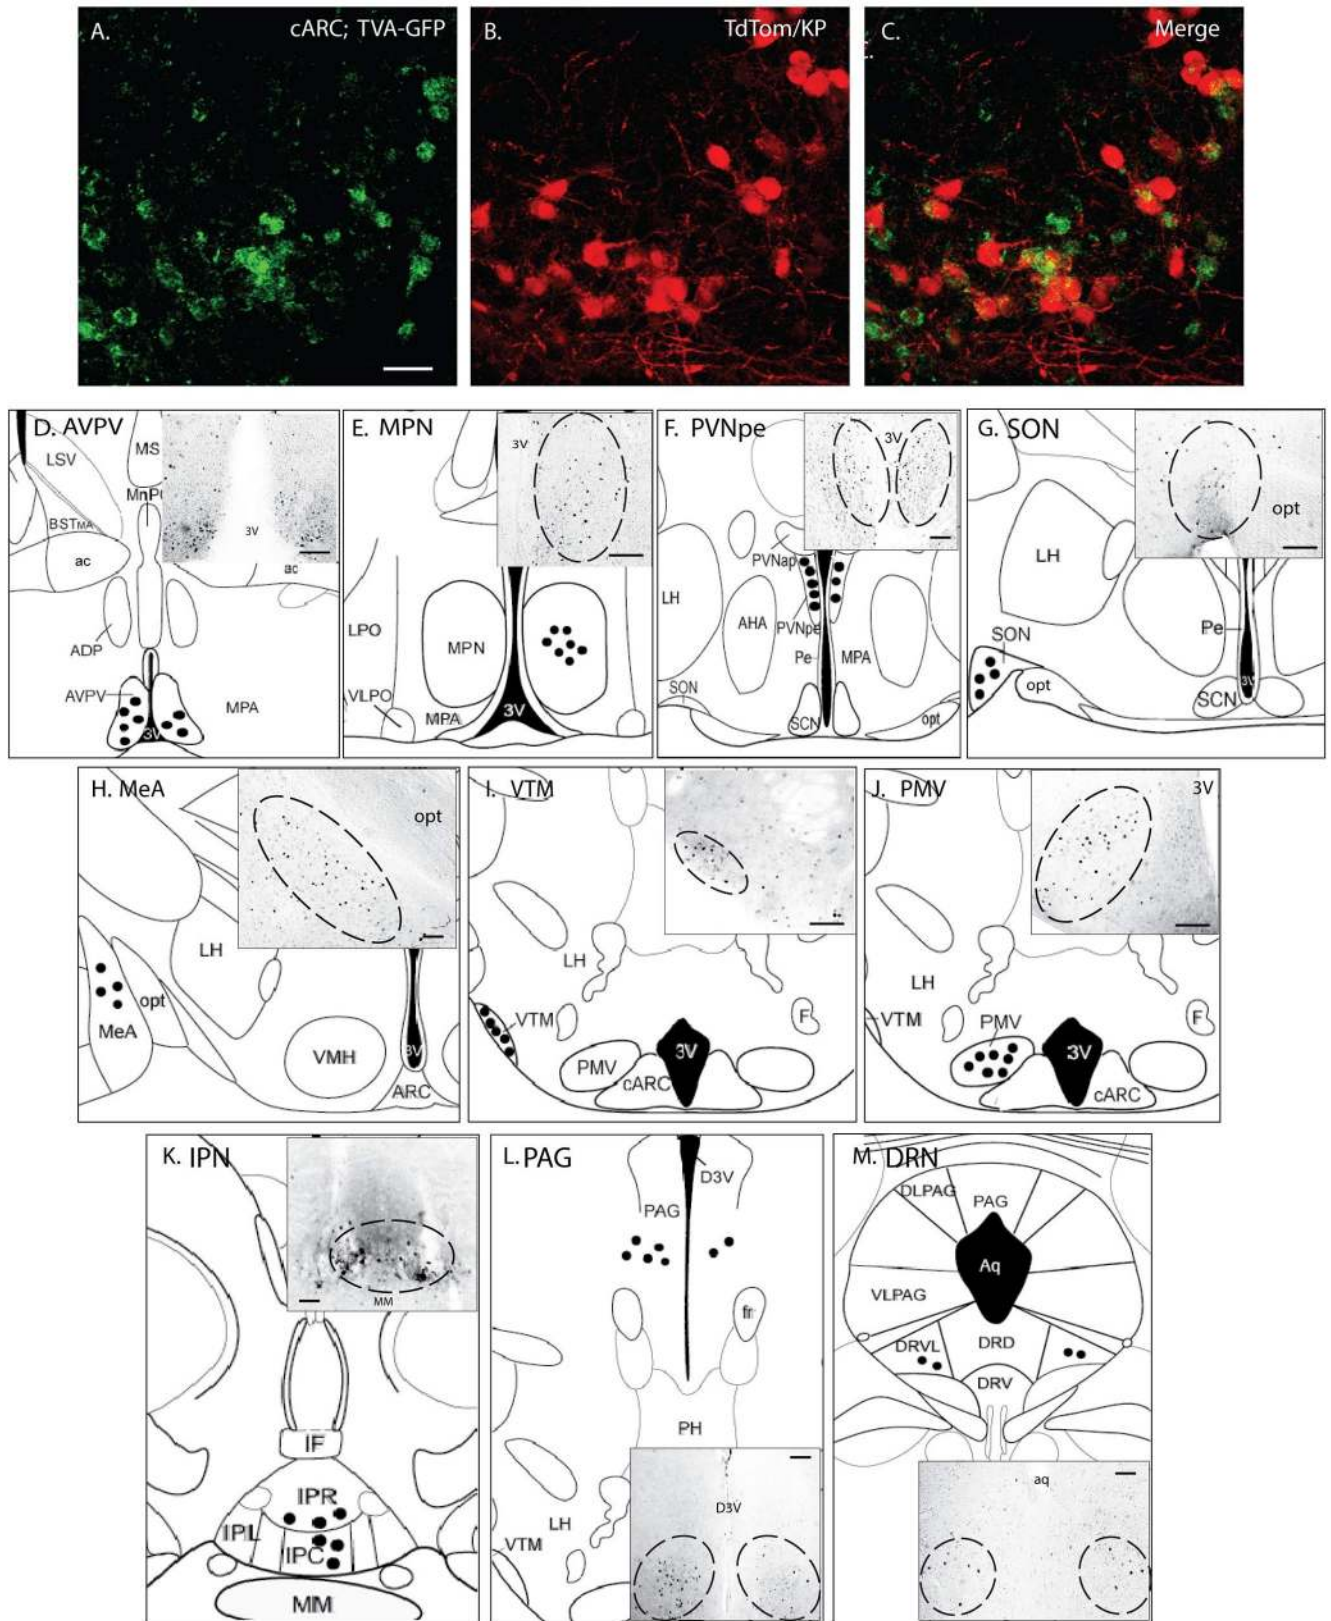 A.
cARC; TVA-GFP
B.
TdTom/KP
C.
Merge
D. AVPV
LSV
MS
BSTMA
ac
3V
ac
ADP
AVPV
MPA
3V
E. MPN
3V
LPO
MPN
VLPO
MPA
3V
F. PVNpe
3V
PVNap
LH
AHA
PVNpe
Pe
MPA
SON
SCN
opt
G. SON
opt
LH
SON
Pe
opt
SCN
3V
H. MeA
opt
LH
opt
MeA
VMH
3V
ARC
I. VTM
LH
VTM
F
PMV
3V
cARC
J. PMV
3V
LH
VTM
PMV
F
3V
cARC
K. IPN
MM
IF
IPR
IPL
IPC
MM
L. PAG
D3V
PAG
fr
PH
D3V
LH
VTM
M. DRN
DLPAG
PAG
Aq
VLPAG
DRVL
DRD
DRV
aq